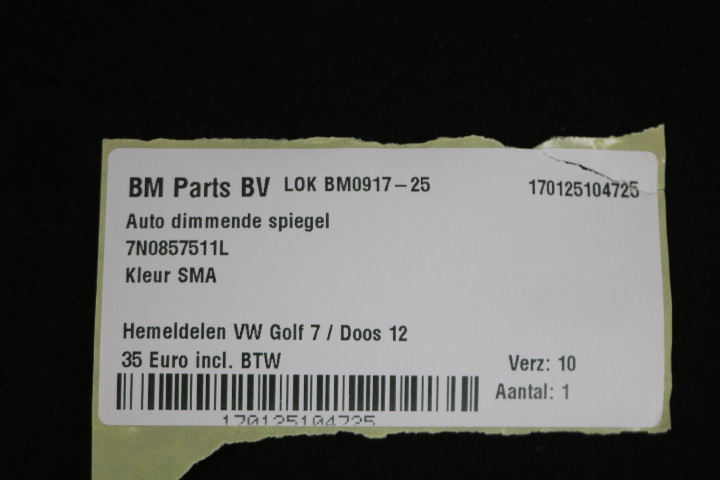 BM Parts BV LOK BM0917-25 170125104725
Auto dimmende spiegel
7N0857511L
Kleur SMA
Hemeldelen VW Golf 7 / Doos 12
35 Euro incl. BTW Verz: 10
Aantal: 1
170125104725